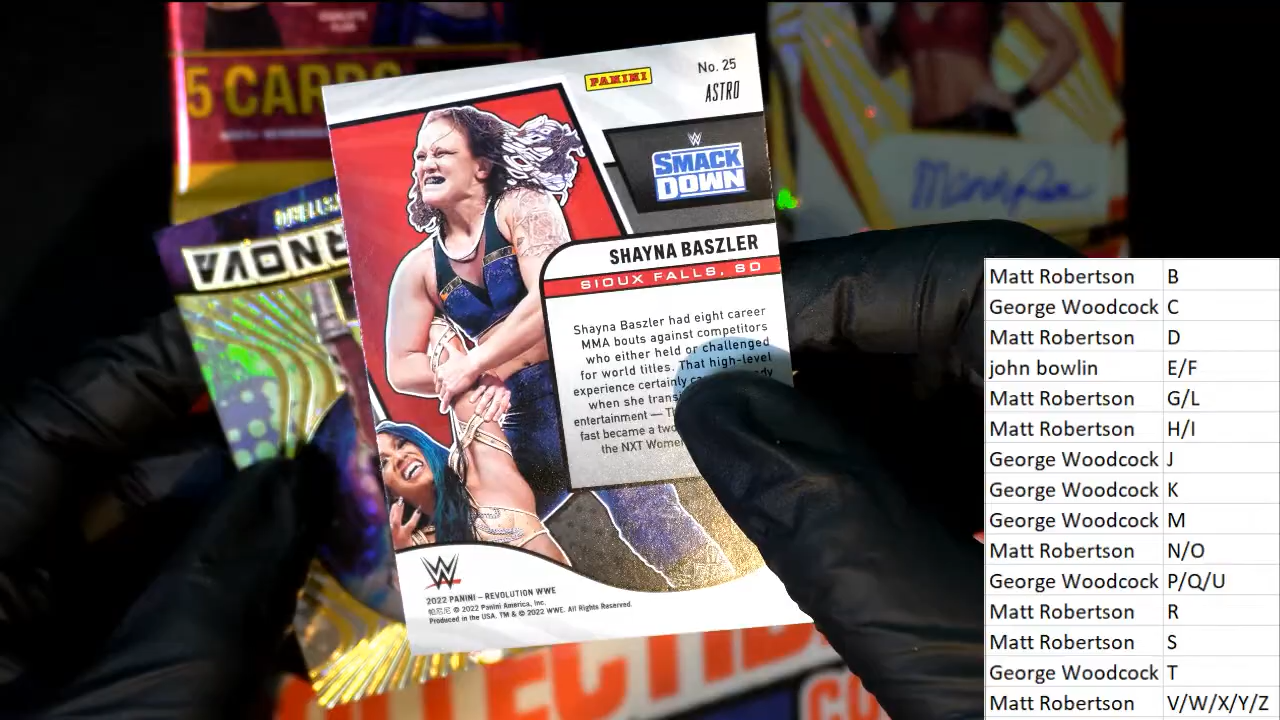 5 CARDS
PANINI
No. 25
ASTRO
W
SMACK
DOWN
SHAYNA BASZLER
SIOUX FALLS, SD
Shayna Baszler had eight career
MMA bouts against competitors
who either held or challenged
for world titles. That high-level
experience certainly
when she
entertainment —
fast became a
the NXT
W
2022 PANINI – REVOLUTION WWE
帕尼尼 © 2022 Panini America, Inc.
Produced in the USA. TM & © 2022 WWE. All Rights Reserved.
Matt Robertson B
George Woodcock C
Matt Robertson D
john bowlin E/F
Matt Robertson G/L
Matt Robertson H/I
George Woodcock J
George Woodcock K
George Woodcock M
Matt Robertson N/O
George Woodcock P/Q/U
Matt Robertson R
Matt Robertson S
George Woodcock T
Matt Robertson V/W/X/Y/Z